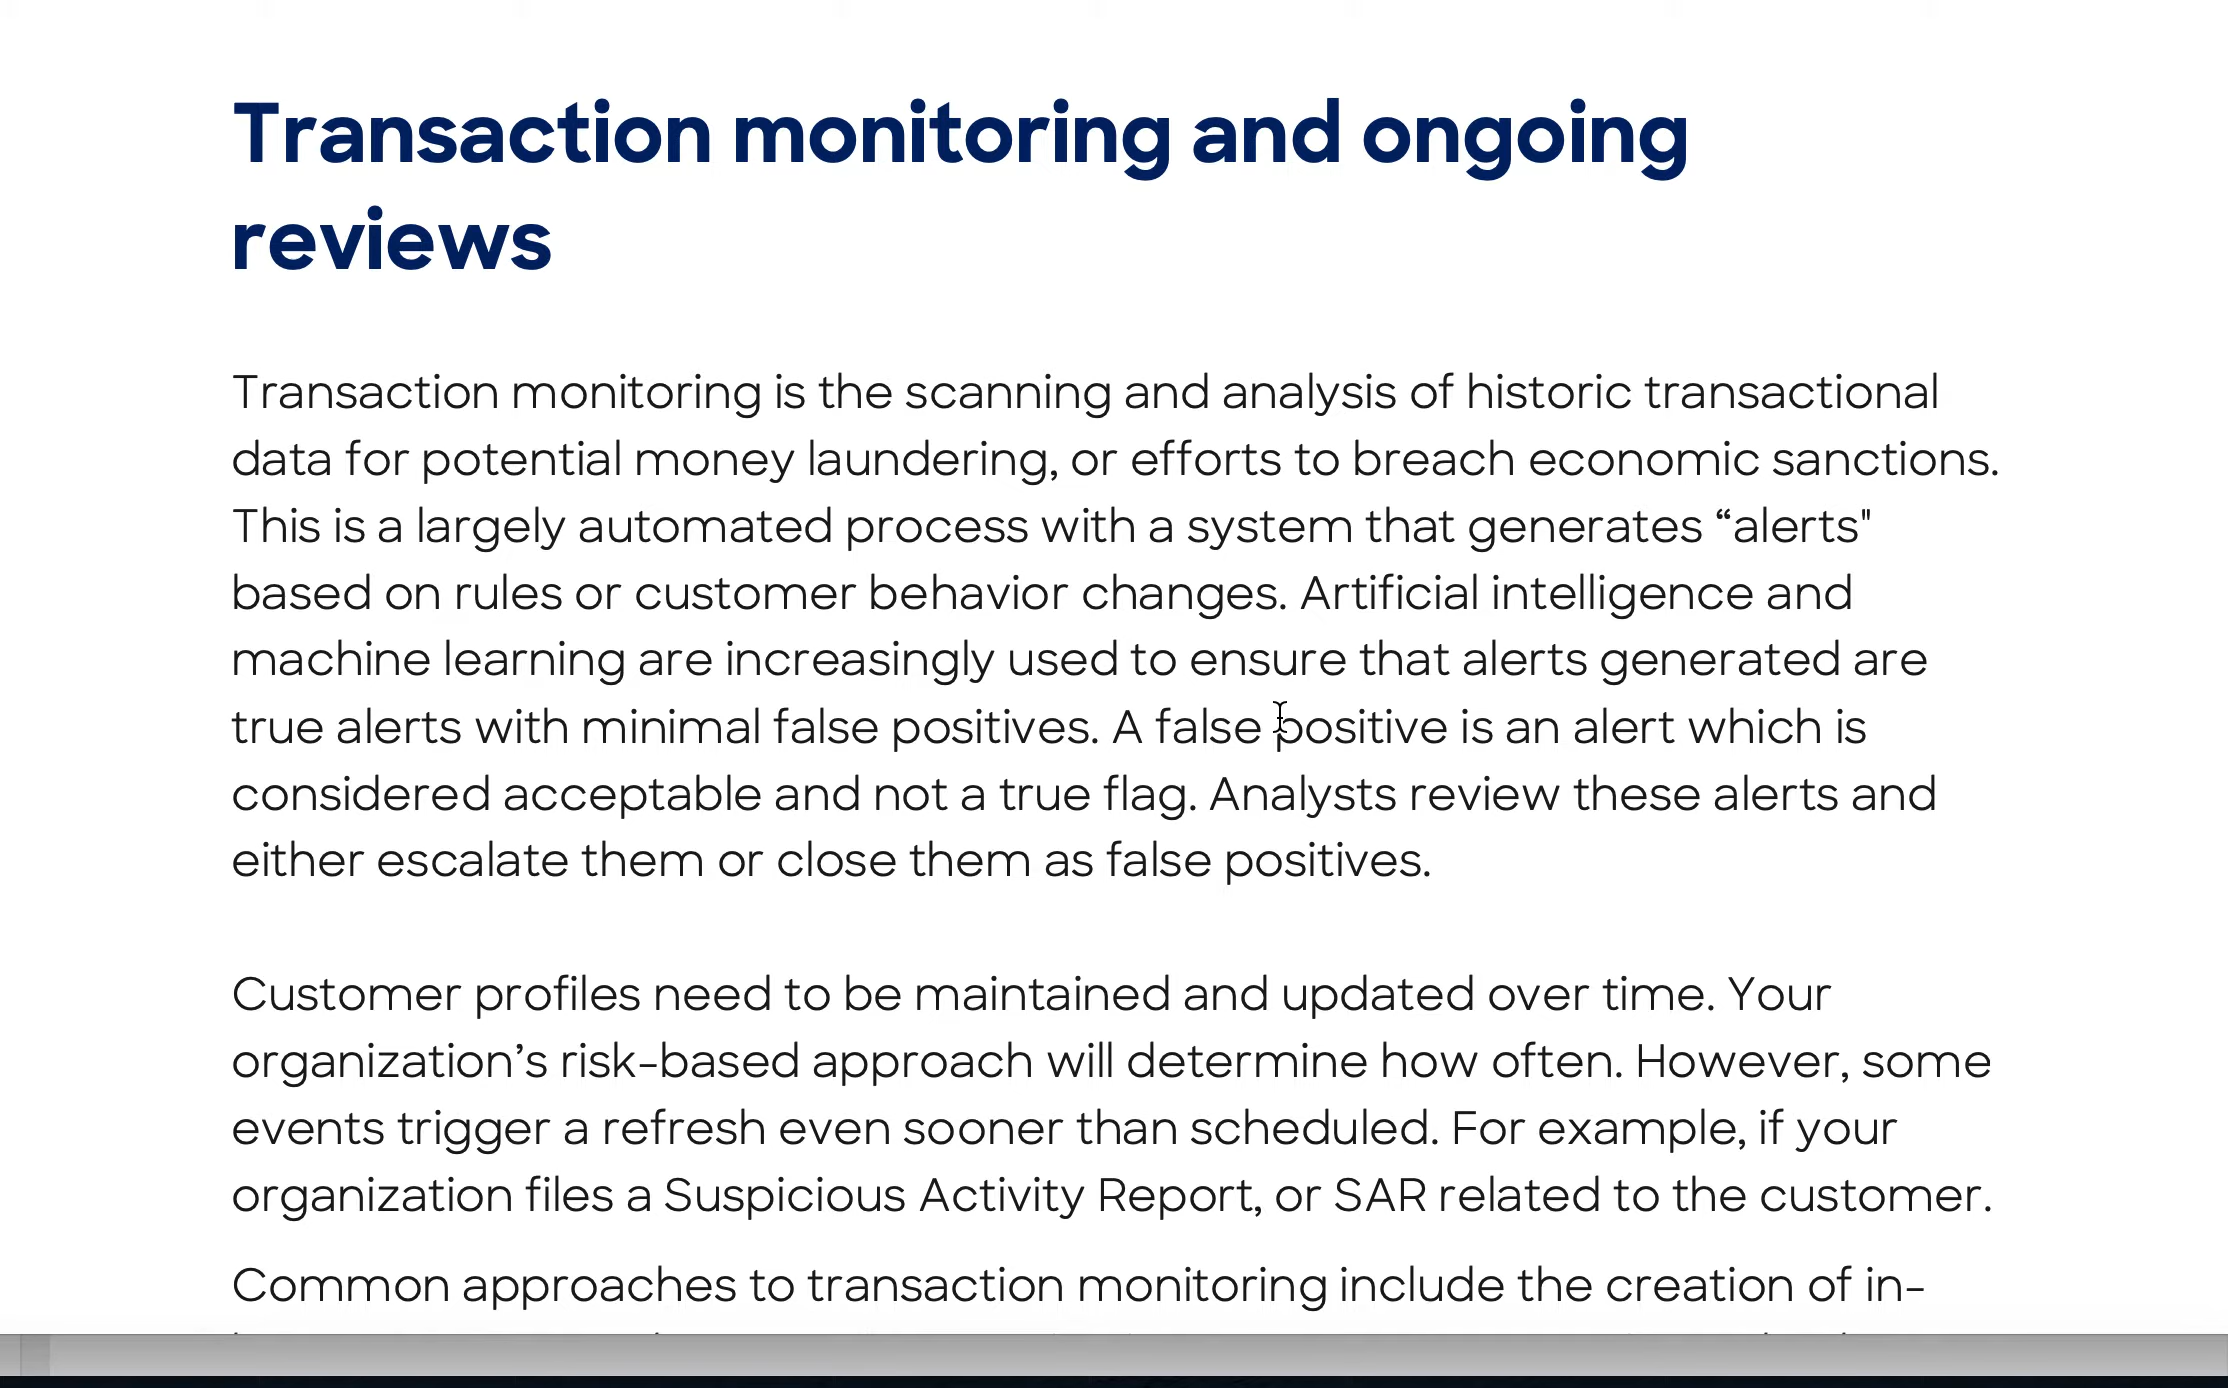 Transaction monitoring and ongoing
reviews
Transaction monitoring is the scanning and analysis of historic transactional
data for potential money laundering, or efforts to breach economic sanctions.
This is a largely automated process with a system that generates “alerts"
based on rules or customer behavior changes. Artificial intelligence and
machine learning are increasingly used to ensure that alerts generated are
true alerts with minimal false positives. A false positive is an alert which is
considered acceptable and not a true flag. Analysts review these alerts and
either escalate them or close them as false positives.
Customer profiles need to be maintained and updated over time. Your
organization’s risk-based approach will determine how often. However, some
events trigger a refresh even sooner than scheduled. For example, if your
organization files a Suspicious Activity Report, or SAR related to the customer.
Common approaches to transaction monitoring include the creation of in-